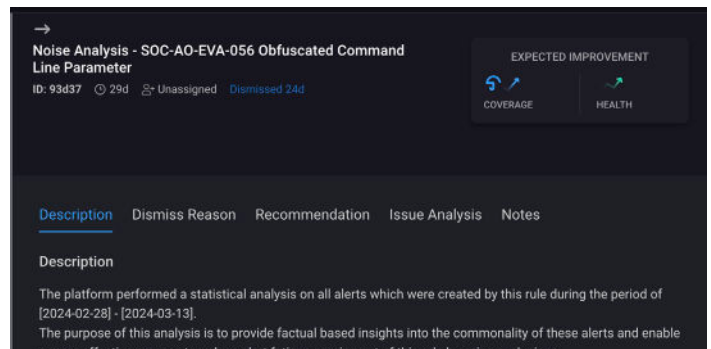 Noise Analysis - SOC-AO-EVA-056 Obfuscated Command
Line Parameter
ID: 93d37 29d Unassigned Dismissed 24d
EXPECTED IMPROVEMENT
COVERAGE HEALTH
Description Dismiss Reason Recommendation Issue Analysis Notes
Description
The platform performed a statistical analysis on all alerts which were created by this rule during the period of
[2024-02-28] - [2024-03-13].
The purpose of this analysis is to provide factual based insights into the commonality of these alerts and enable